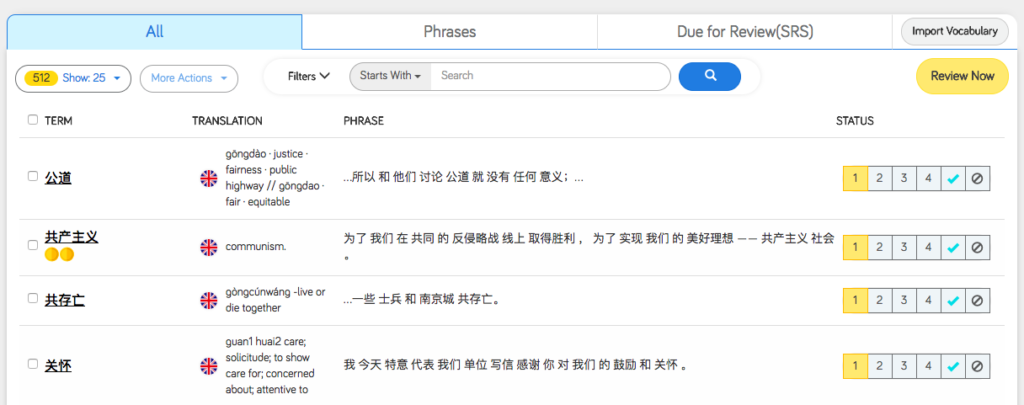 All
Phrases
Due for Review(SRS)
Import Vocabulary
512 Show: 25
More Actions
Filters
Starts With
Search
Review Now
TERM
TRANSLATION
PHRASE
STATUS
公道
gōngdào · justice ·
fairness · public
highway // gōngdao ·
fair · equitable
...所以 和 他们 讨论 公道 就 没有 任何 意义；...
1 2 3 4
共产主义
communism.
为了 我们 在 共同 的 反侵略战 线上 取得胜利 ， 为了 实现 我们 的 美好理想 —— 共产主义 社会
。
1 2 3 4
共存亡
gòngcúnwáng -live or
die together
...一些 士兵 和 南京城 共存亡。
1 2 3 4
关怀
guan1 huai2 care;
solicitude; to show
care for; concerned
about; attentive to
我 今天 特意 代表 我们 单位 写信 感谢 你 对 我们 的 鼓励 和 关怀 。
1 2 3 4